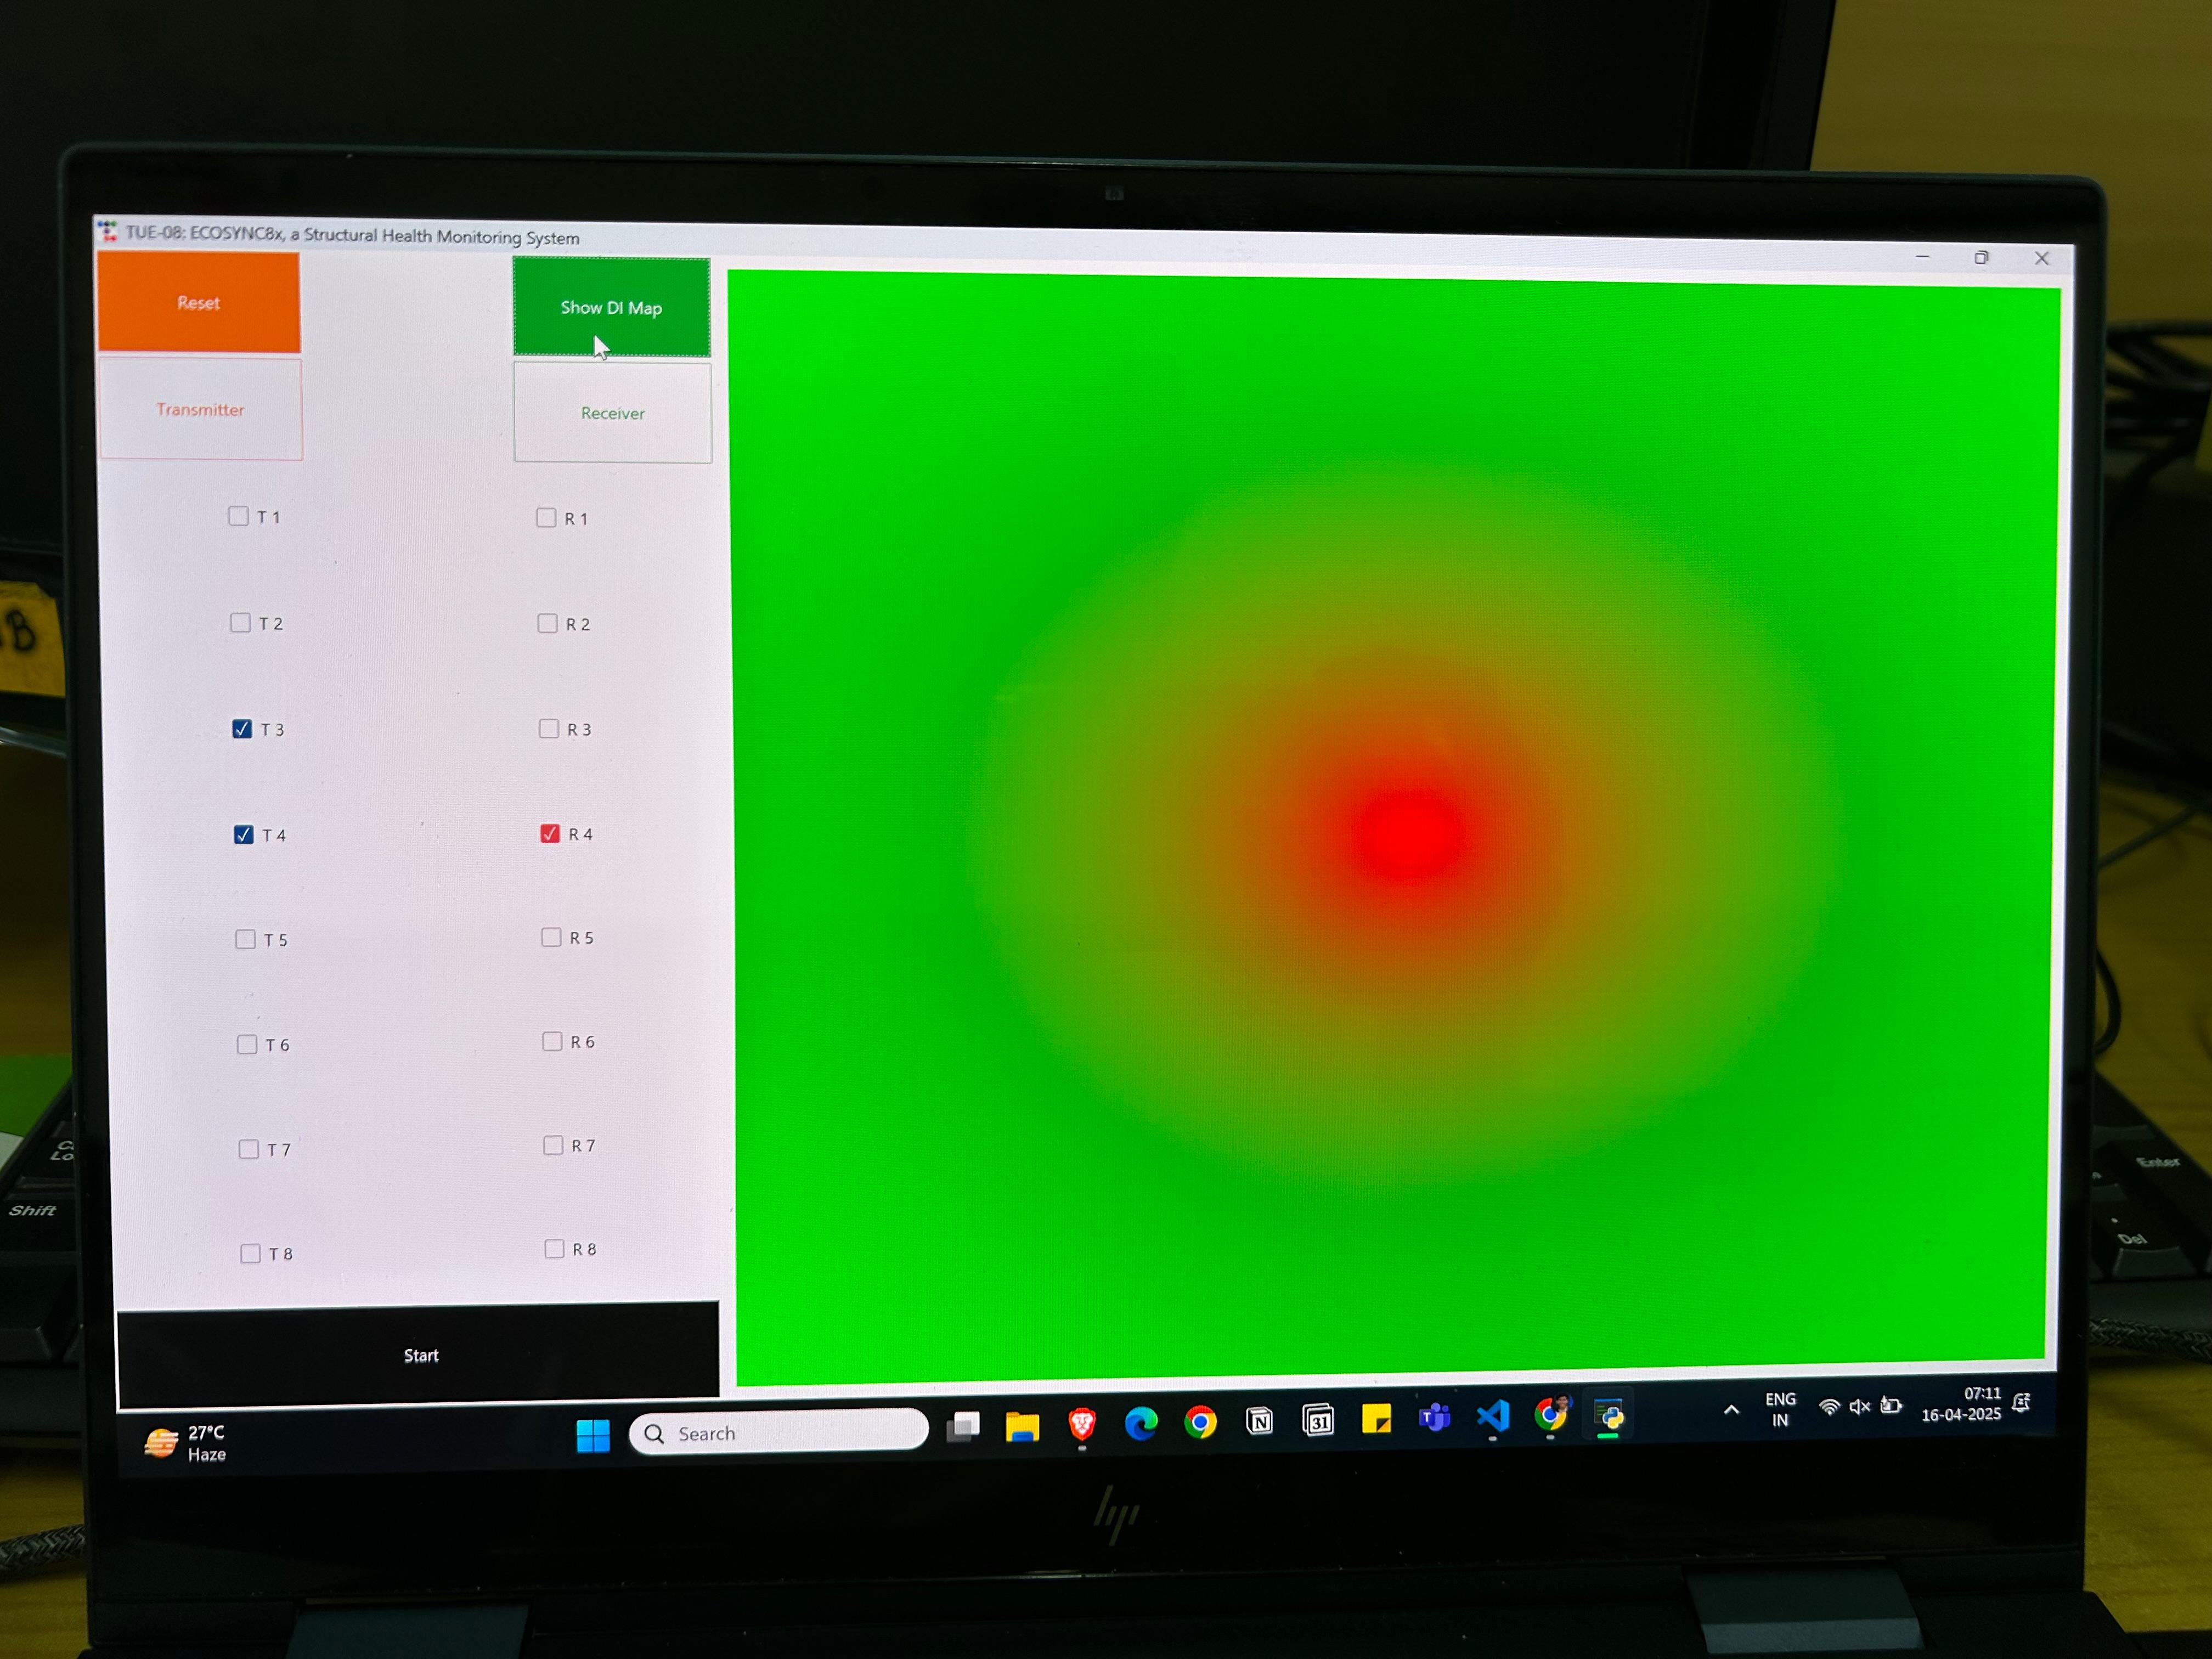 TUE-08: ECOSYNC8x, a Structural Health Monitoring System
Reset
Show DI Map
Transmitter
Receiver
T 1
R 1
T 2
R 2
T 3
R 3
T 4
R 4
T 5
R 5
T 6
R 6
T 7
R 7
T 8
R 8
Start
27°C
Haze
Search
N
31
T
ENG
IN
07:11
16-04-2025
hp
B
Shift
Enter
Del